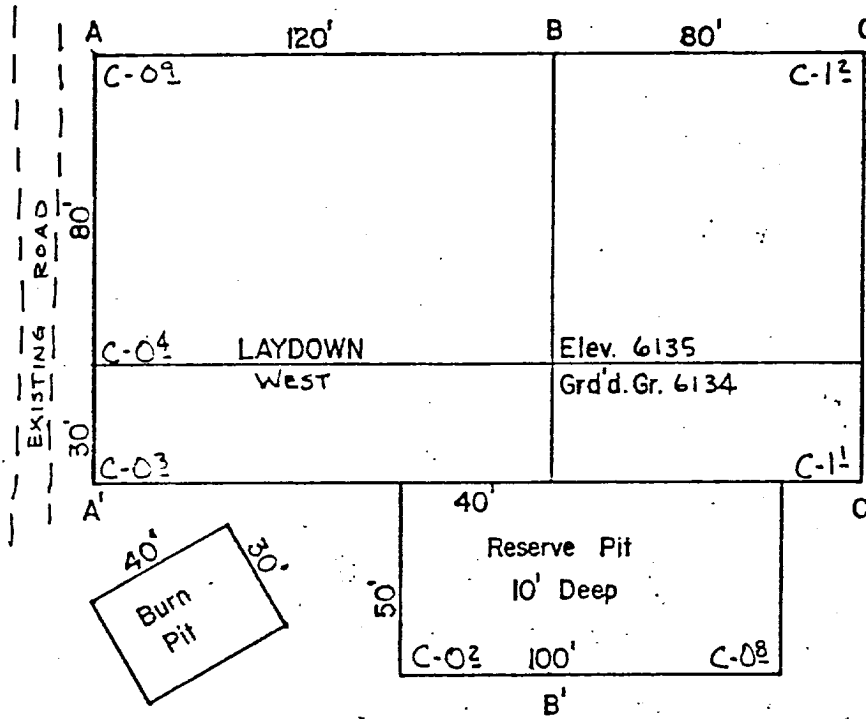 A 120' B 80' C
C-0⁹ C-1²
EXISTING ROAD
80'
C-0⁴ LAYDOWN Elev. 6135
WEST Grd'd. Gr. 6134
30'
C-0³ C-1¹
A' 40' C'
40' 30'
Burn
Pit
Reserve Pit
10' Deep
50'
C-0² 100' C-0⁸
B'